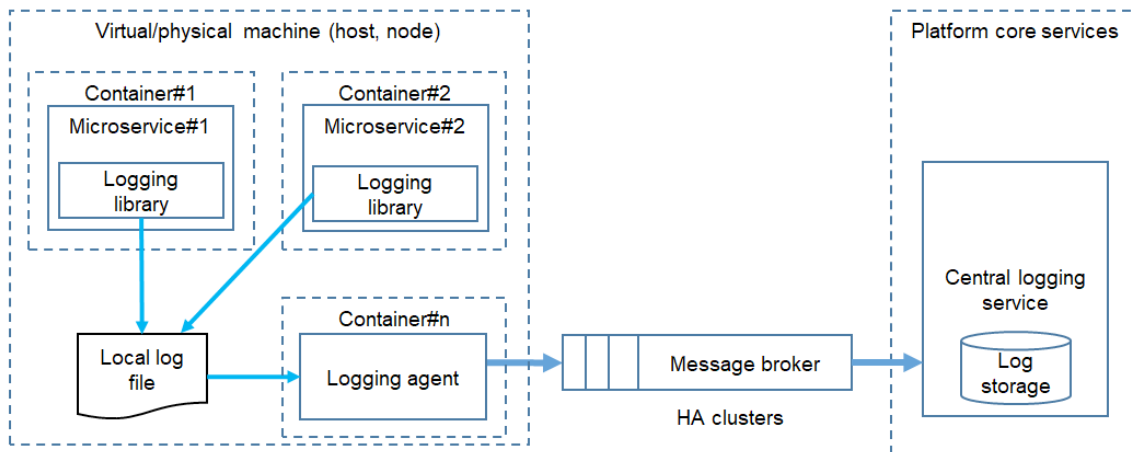 Virtual/physical machine (host, node)
Platform core services
Container#1
Container#2
Microservice#1
Microservice#2
Logging
library
Logging
library
Central logging
service
Container#n
Local log
file
Logging agent
Message broker
Log
storage
HA clusters